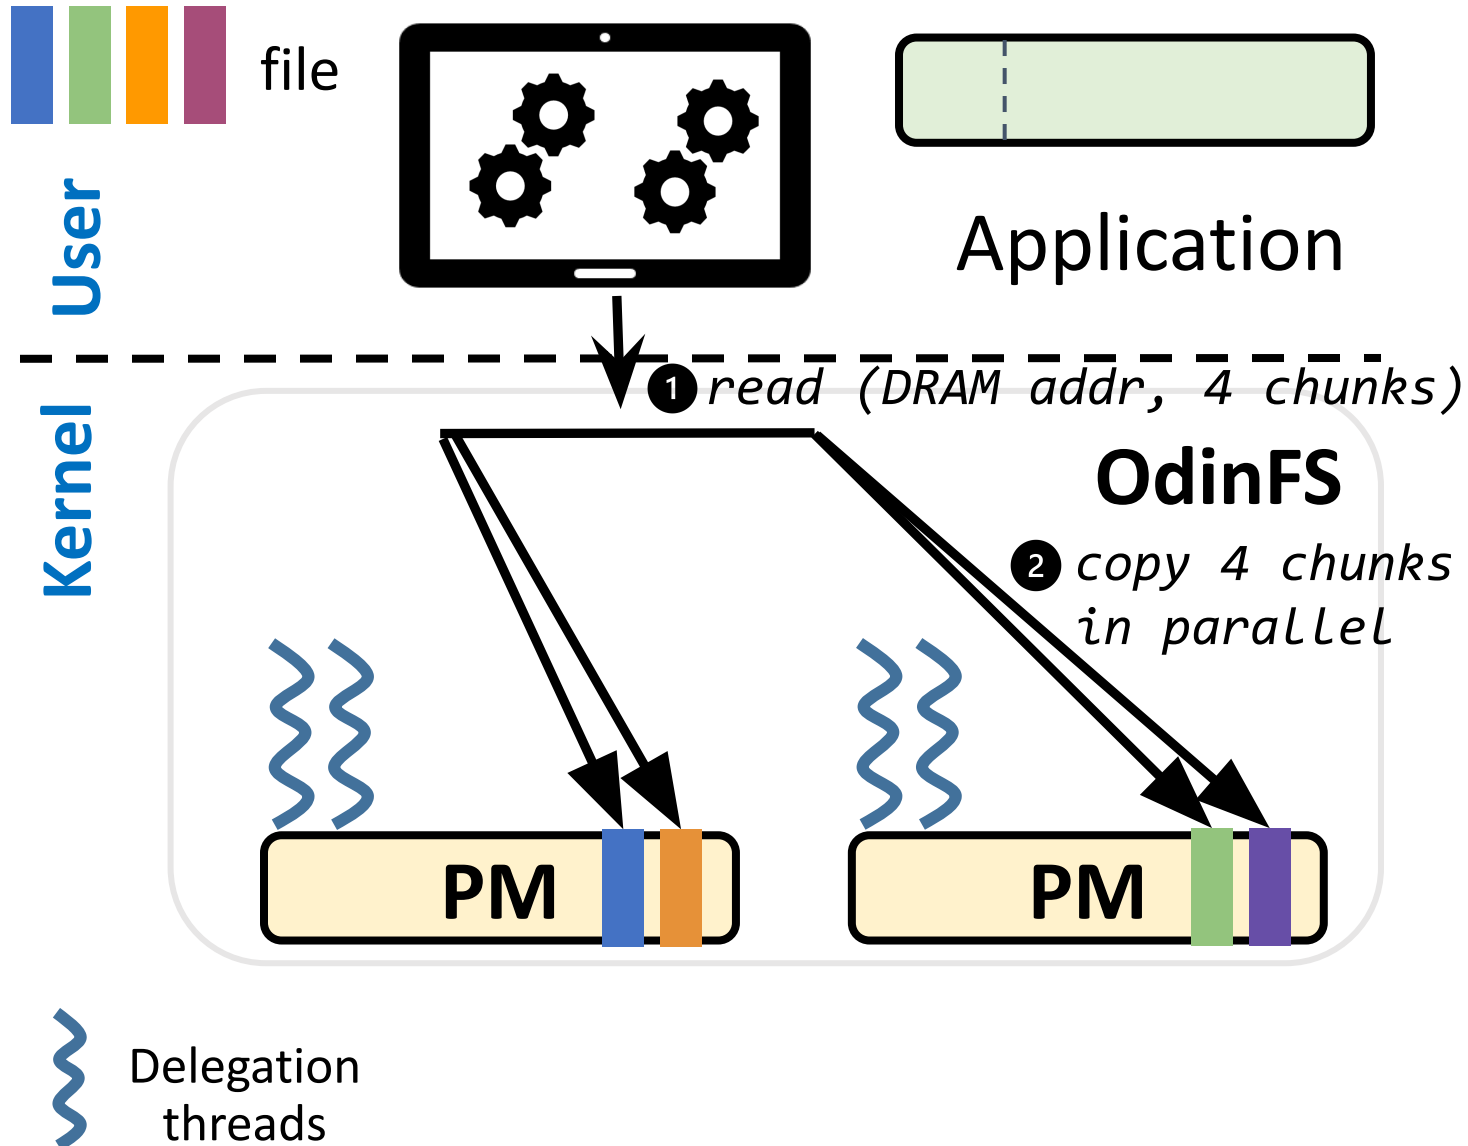 file
User
Application
Kernel
1 read (DRAM addr, 4 chunks)
OdinFS
2 copy 4 chunks
in parallel
PM
PM
Delegation
threads